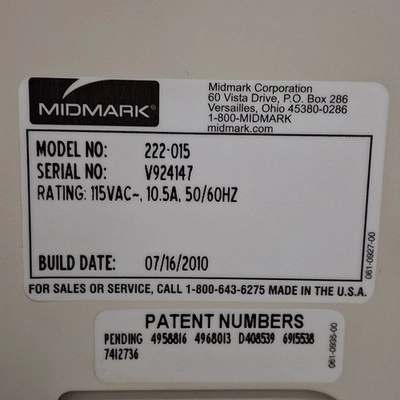 MIDMARK
Midmark Corporation
60 Vista Drive, P.O. Box 286
Versailles, Ohio 45380-0286
1-800-MIDMARK
midmark.com
MODEL NO: 222-015
SERIAL NO: V924147
RATING: 115VAC~, 10.5A, 50/60HZ
BUILD DATE: 07/16/2010
061-0927-00
FOR SALES OR SERVICE, CALL 1-800-643-6275 MADE IN THE U.S.A.
PATENT NUMBERS
PENDING 4958816 4968013 D408539 6915538
7412736
061-0935-00